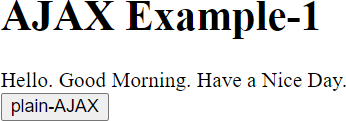 AJAX Example-1
Hello. Good Morning. Have a Nice Day.
plain-AJAX